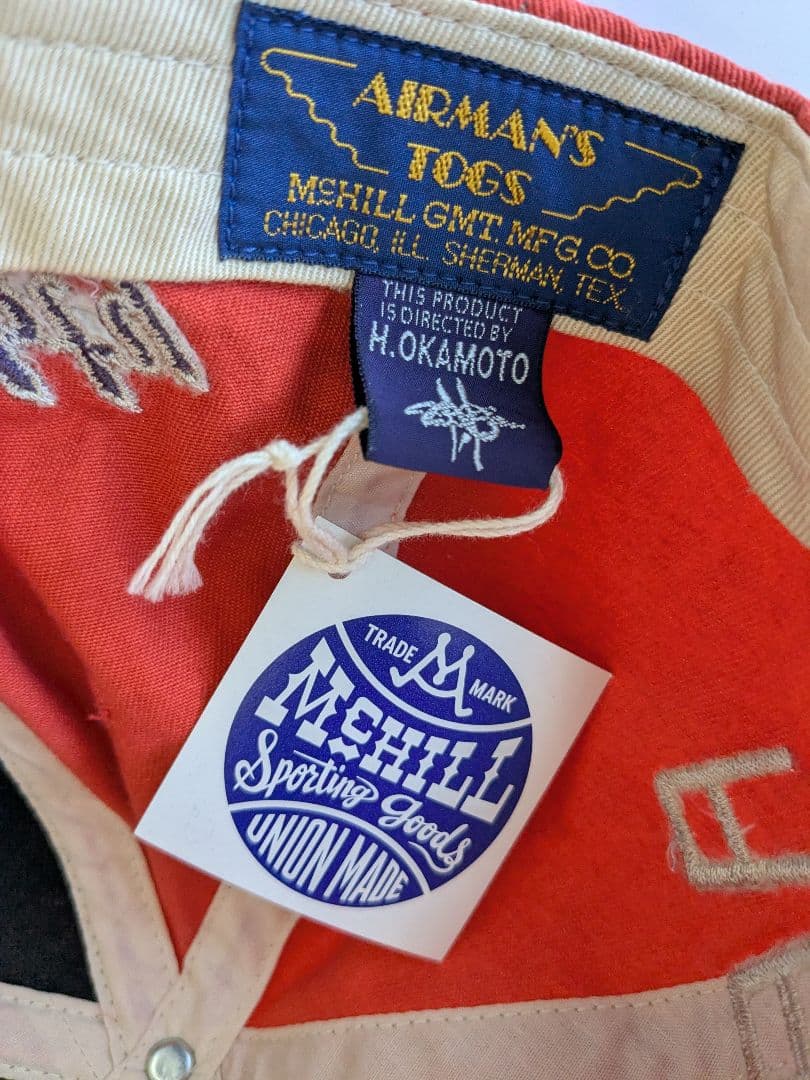 AIRMAN'S
TOGS
McHILL GMT. MFG. CO.
CHICAGO, ILL. SHERMAN, TEX.
THIS PRODUCT
IS DIRECTED BY
H.OKAMOTO
TRADE MARK
McHILL
Sporting goods
UNION MADE